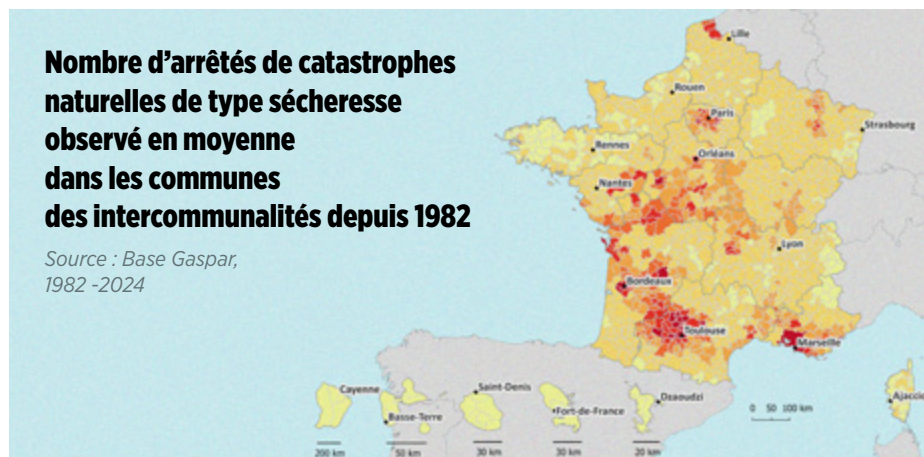 Nombre d’arrêtés de catastrophes
naturelles de type sécheresse
observé en moyenne
dans les communes
des intercommunalités depuis 1982
Source : Base Gaspar,
1982 -2024
Lille
Rouen
Paris
Strasbourg
Rennes
Orléans
Nantes
Lyon
Bordeaux
Toulouse
Marseille
Ajaccio
0 50 100 km
Cayenne
Basse-Terre
Saint-Denis
Fort-de-France
Dzaoudzi
200 km
50 km
30 km
30 km
20 km